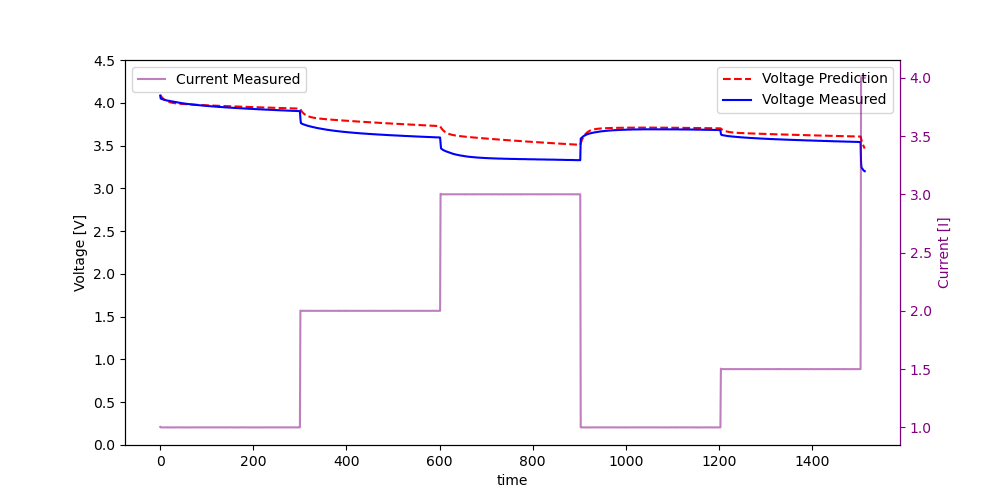 Current Measured
Voltage Prediction
Voltage Measured
4.5
4.0
3.5
3.0
2.5
2.0
1.5
1.0
0.5
0.0
Voltage [V]
4.0
3.5
3.0
2.5
2.0
1.5
1.0
Current [I]
0 200 400 600 800 1000 1200 1400
time